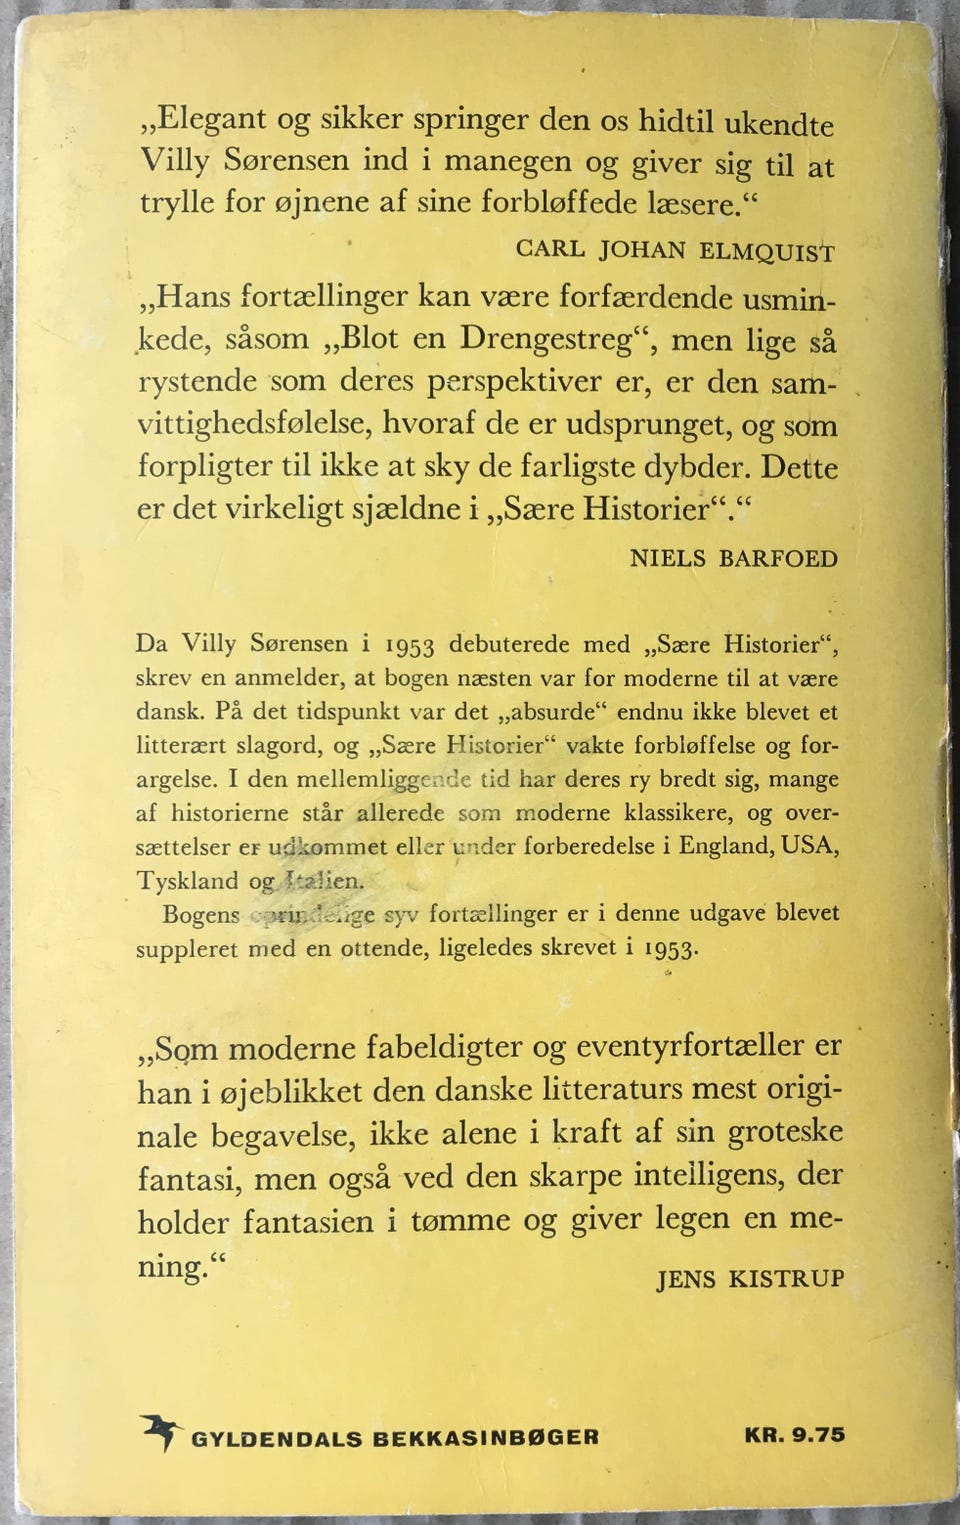 „Elegant og sikker springer den os hidtil ukendte
Villy Sørensen ind i manegen og giver sig til at
trylle for øjnene af sine forbløffede læsere.“
CARL JOHAN ELMQUIST
„Hans fortællinger kan være forfærdende usmin-
kede, såsom „Blot en Drengestreg“, men lige så
rystende som deres perspektiver er, er den sam-
vittighedsfølelse, hvoraf de er udsprunget, og som
forpligter til ikke at sky de farligste dybder. Dette
er det virkeligt sjældne i „Sære Historier“.“
NIELS BARFOED
Da Villy Sørensen i 1953 debuterede med „Sære Historier“,
skrev en anmelder, at bogen næsten var for moderne til at være
dansk. På det tidspunkt var det „absurde“ endnu ikke blevet et
litterært slagord, og „Sære Historier“ vakte forbløffelse og for-
argelse. I den mellemliggende tid har deres ry bredt sig, mange
af historierne står allerede som moderne klassikere, og over-
sættelser er udkommet eller under forberedelse i England, USA,
Tyskland og Italien.
Bogens oprindelige syv fortællinger er i denne udgave blevet
suppleret med en ottende, ligeledes skrevet i 1953.
„Som moderne fabeldigter og eventyrfortæller er
han i øjeblikket den danske litteraturs mest origi-
nale begavelse, ikke alene i kraft af sin groteske
fantasi, men også ved den skarpe intelligens, der
holder fantasien i tømme og giver legen en me-
ning.“
JENS KISTRUP
GYLDENDALS BEKKASINBØGER KR. 9.75